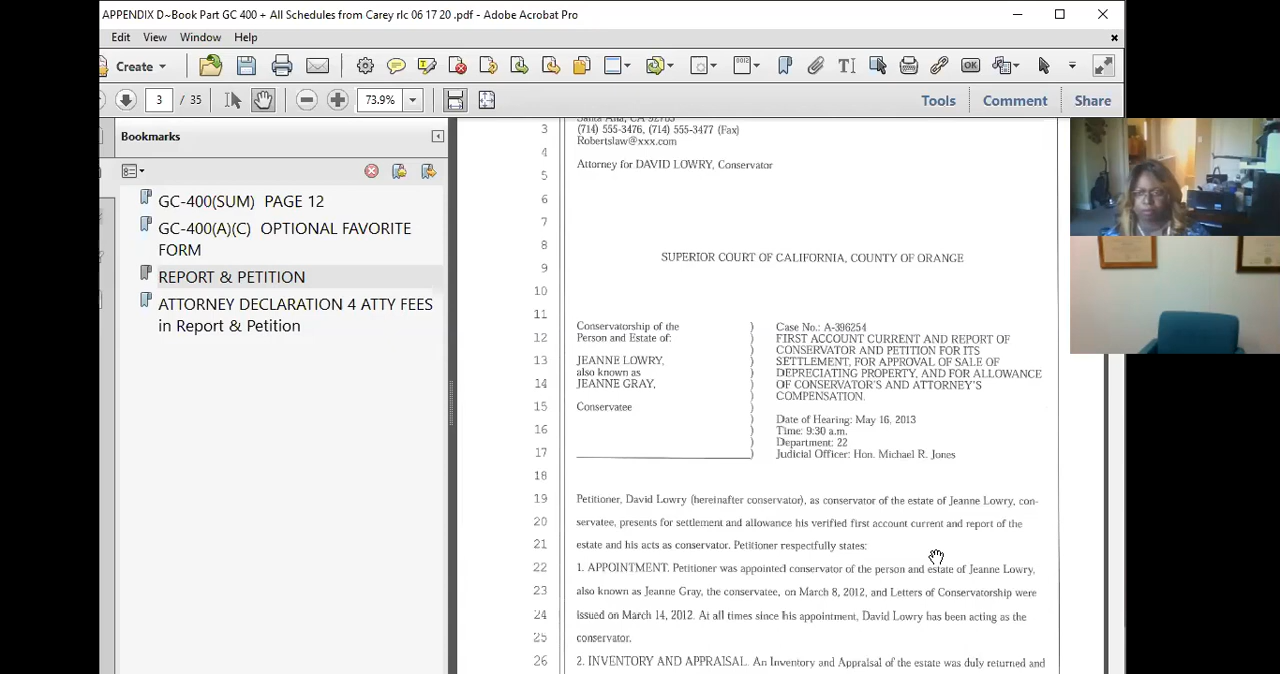 APPENDIX D~Book Part GC 400 + All Schedules from Carey rlc 06 17 20 .pdf - Adobe Acrobat Pro
Edit View Window Help
Create
3 / 35 73.9% Tools Comment Share
Bookmarks
GC-400(SUM) PAGE 12
GC-400(A)(C) OPTIONAL FAVORITE
FORM
REPORT & PETITION
ATTORNEY DECLARATION 4 ATTY FEES
in Report & Petition
Santa Ana, CA 92705
3 (714) 555-3476, (714) 555-3477 (Fax)
Robertslaw@xxx.com
4
Attorney for DAVID LOWRY, Conservator
5
6
7
8
SUPERIOR COURT OF CALIFORNIA, COUNTY OF ORANGE
9
10
11
Conservatorship of the ) Case No.: A-396254
12 Person and Estate of: ) FIRST ACCOUNT CURRENT AND REPORT OF
) CONSERVATOR AND PETITION FOR ITS
13 JEANNE LOWRY, ) SETTLEMENT, FOR APPROVAL OF SALE OF
also known as ) DEPRECIATING PROPERTY, AND FOR ALLOWANCE
14 JEANNE GRAY, ) OF CONSERVATOR'S AND ATTORNEY'S
) COMPENSATION.
15 Conservatee )
) Date of Hearing: May 16, 2013
16 ) Time: 9:30 a.m.
) Department: 22
17 ) Judicial Officer: Hon. Michael R. Jones
18
19 Petitioner, David Lowry (hereinafter conservator), as conservator of the estate of Jeanne Lowry, con-
20 servatee, presents for settlement and allowance his verified first account current and report of the
21 estate and his acts as conservator. Petitioner respectfully states:
22 1. APPOINTMENT. Petitioner was appointed conservator of the person and estate of Jeanne Lowry,
23 also known as Jeanne Gray, the conservatee, on March 8, 2012, and Letters of Conservatorship were
24 issued on March 14, 2012. At all times since his appointment, David Lowry has been acting as the
25 conservator.
26 2. INVENTORY AND APPRAISAL. An Inventory and Appraisal of the estate was duly returned and